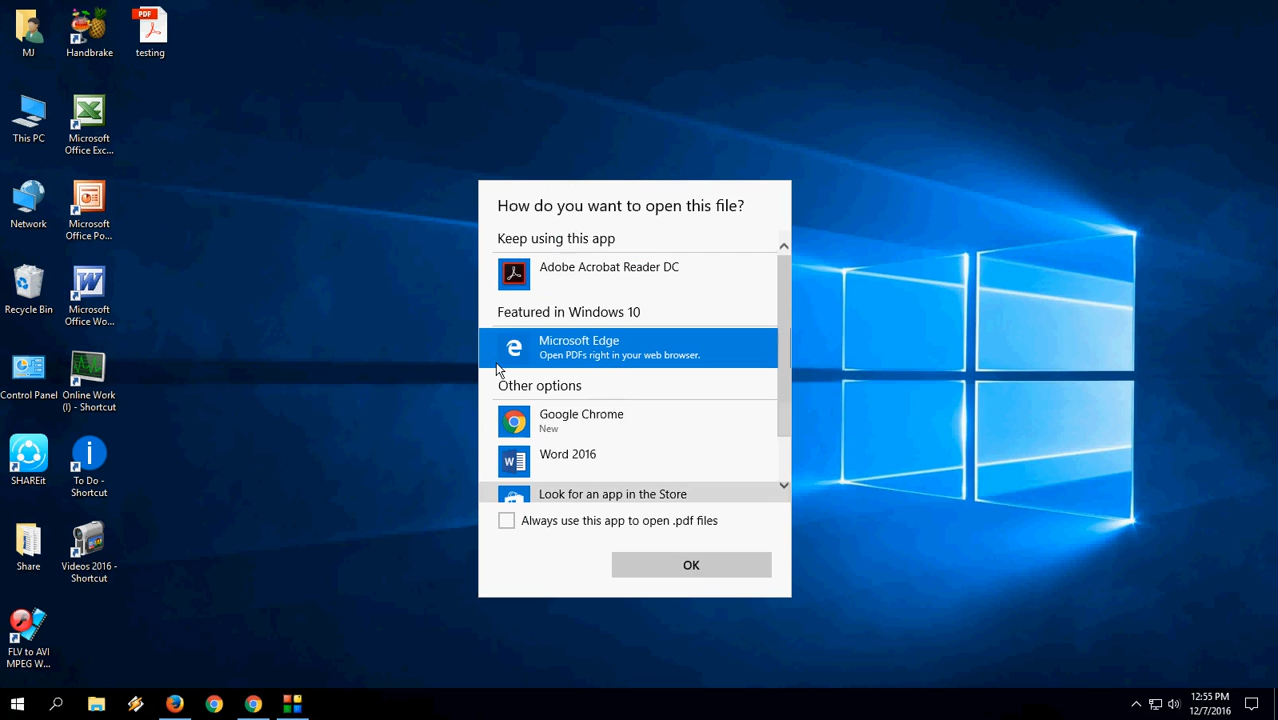 MJ
Handbrake
PDF
testing
This PC
Microsoft
Office Exc...
Network
Microsoft
Office Po...
Recycle Bin
Microsoft
Office Wo...
Control Panel
Online Work
(I) - Shortcut
SHAREit
To Do -
Shortcut
Share
Videos 2016 -
Shortcut
FLV to AVI
MPEG W...
How do you want to open this file?
Keep using this app
Adobe Acrobat Reader DC
Featured in Windows 10
Microsoft Edge
Open PDFs right in your web browser.
Other options
Google Chrome
New
Word 2016
Look for an app in the Store
Always use this app to open .pdf files
OK
12:55 PM
12/7/2016